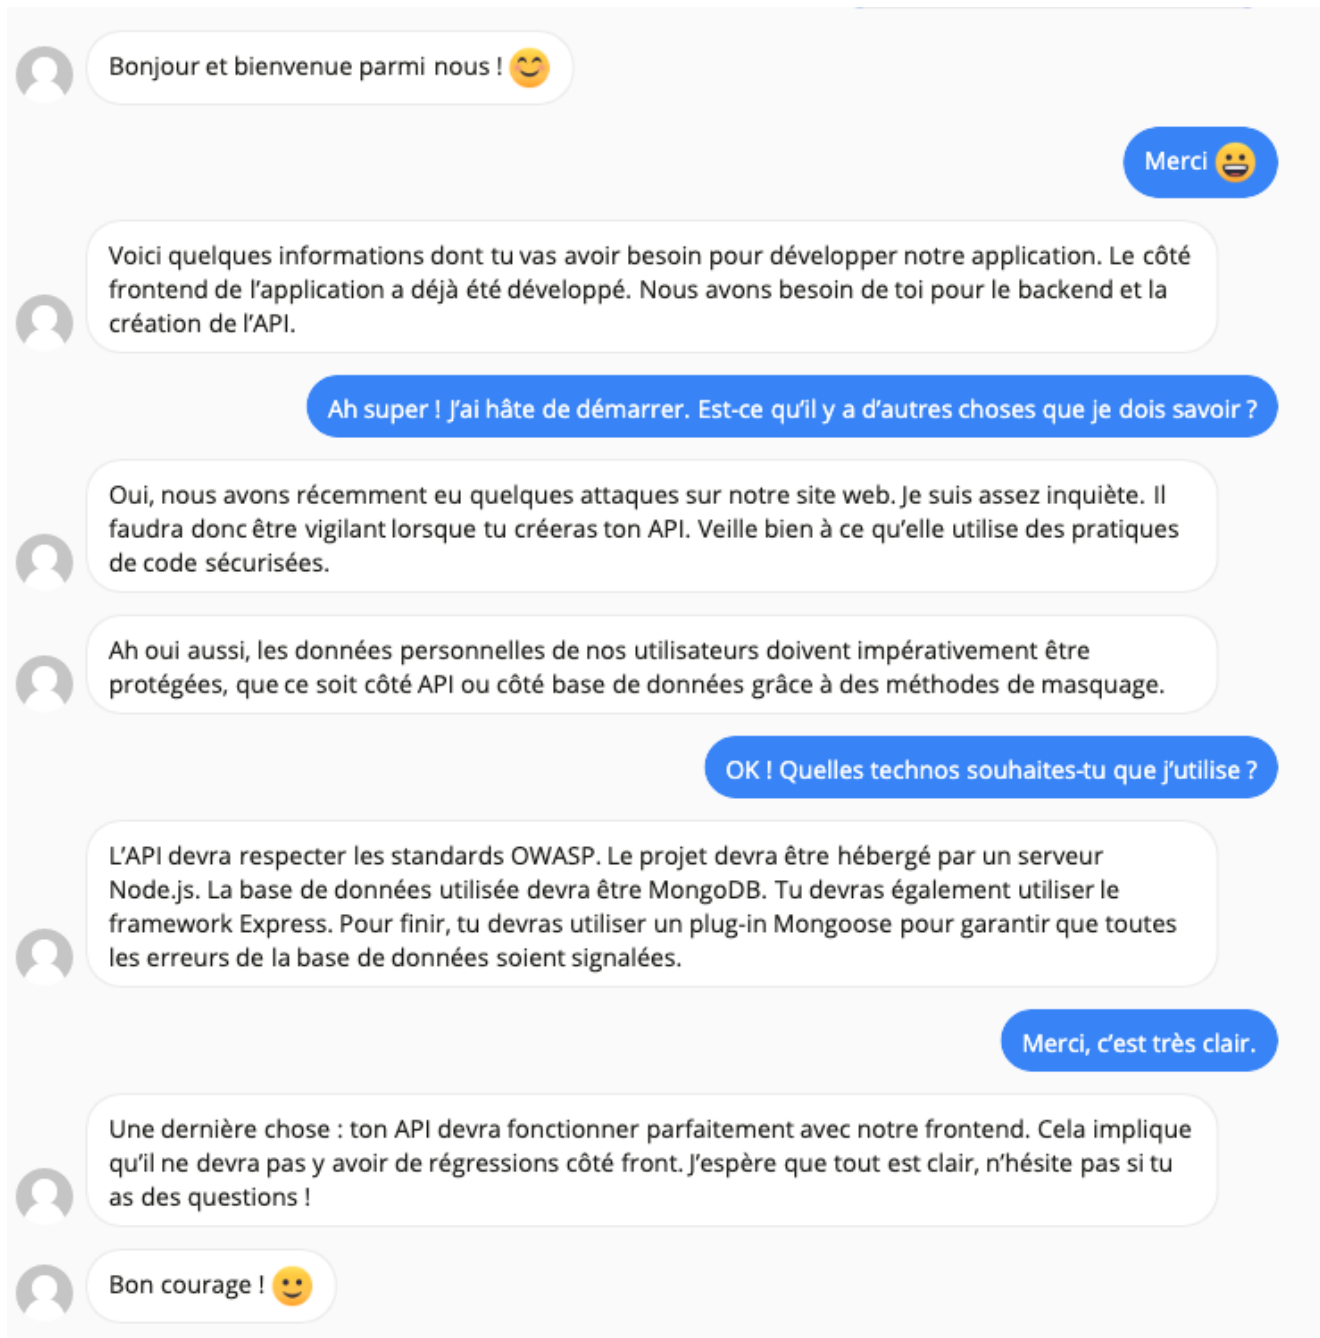 Bonjour et bienvenue parmi nous ! 😊
Merci 😀
Voici quelques informations dont tu vas avoir besoin pour développer notre application. Le côté
frontend de l’application a déjà été développé. Nous avons besoin de toi pour le backend et la
création de l’API.
Ah super ! J’ai hâte de démarrer. Est-ce qu’il y a d’autres choses que je dois savoir ?
Oui, nous avons récemment eu quelques attaques sur notre site web. Je suis assez inquiète. Il
faudra donc être vigilant lorsque tu créeras ton API. Veille bien à ce qu’elle utilise des pratiques
de code sécurisées.
Ah oui aussi, les données personnelles de nos utilisateurs doivent impérativement être
protégées, que ce soit côté API ou côté base de données grâce à des méthodes de masquage.
OK ! Quelles technos souhaites-tu que j’utilise ?
L’API devra respecter les standards OWASP. Le projet devra être hébergé par un serveur
Node.js. La base de données utilisée devra être MongoDB. Tu devras également utiliser le
framework Express. Pour finir, tu devras utiliser un plug-in Mongoose pour garantir que toutes
les erreurs de la base de données soient signalées.
Merci, c’est très clair.
Une dernière chose : ton API devra fonctionner parfaitement avec notre frontend. Cela implique
qu’il ne devra pas y avoir de régressions côté front. J’espère que tout est clair, n’hésite pas si tu
as des questions !
Bon courage ! 🙂